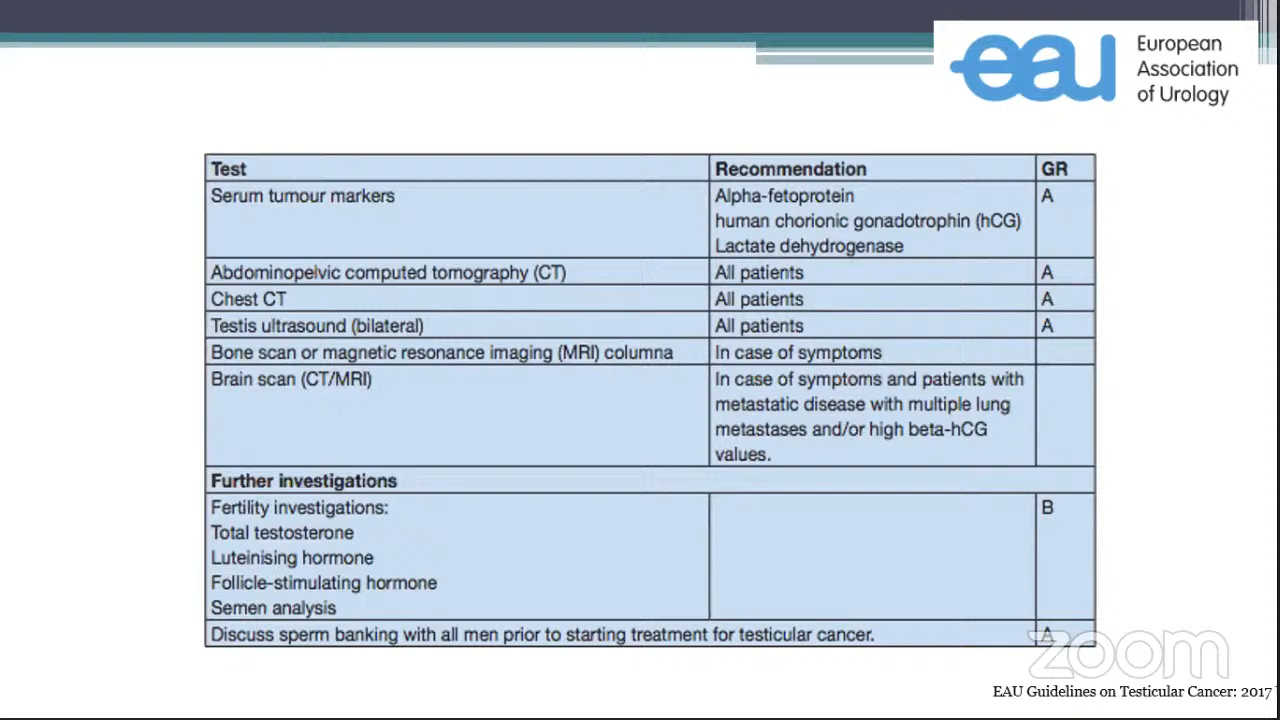 eau European
Association
of Urology
Test Recommendation GR
Serum tumour markers Alpha-fetoprotein A
human chorionic gonadotrophin (hCG)
Lactate dehydrogenase
Abdominopelvic computed tomography (CT) All patients A
Chest CT All patients A
Testis ultrasound (bilateral) All patients A
Bone scan or magnetic resonance imaging (MRI) columna In case of symptoms
Brain scan (CT/MRI) In case of symptoms and patients with
metastatic disease with multiple lung
metastases and/or high beta-hCG
values.
Further investigations
Fertility investigations: B
Total testosterone
Luteinising hormone
Follicle-stimulating hormone
Semen analysis
Discuss sperm banking with all men prior to starting treatment for testicular cancer. A
zoom
EAU Guidelines on Testicular Cancer: 2017